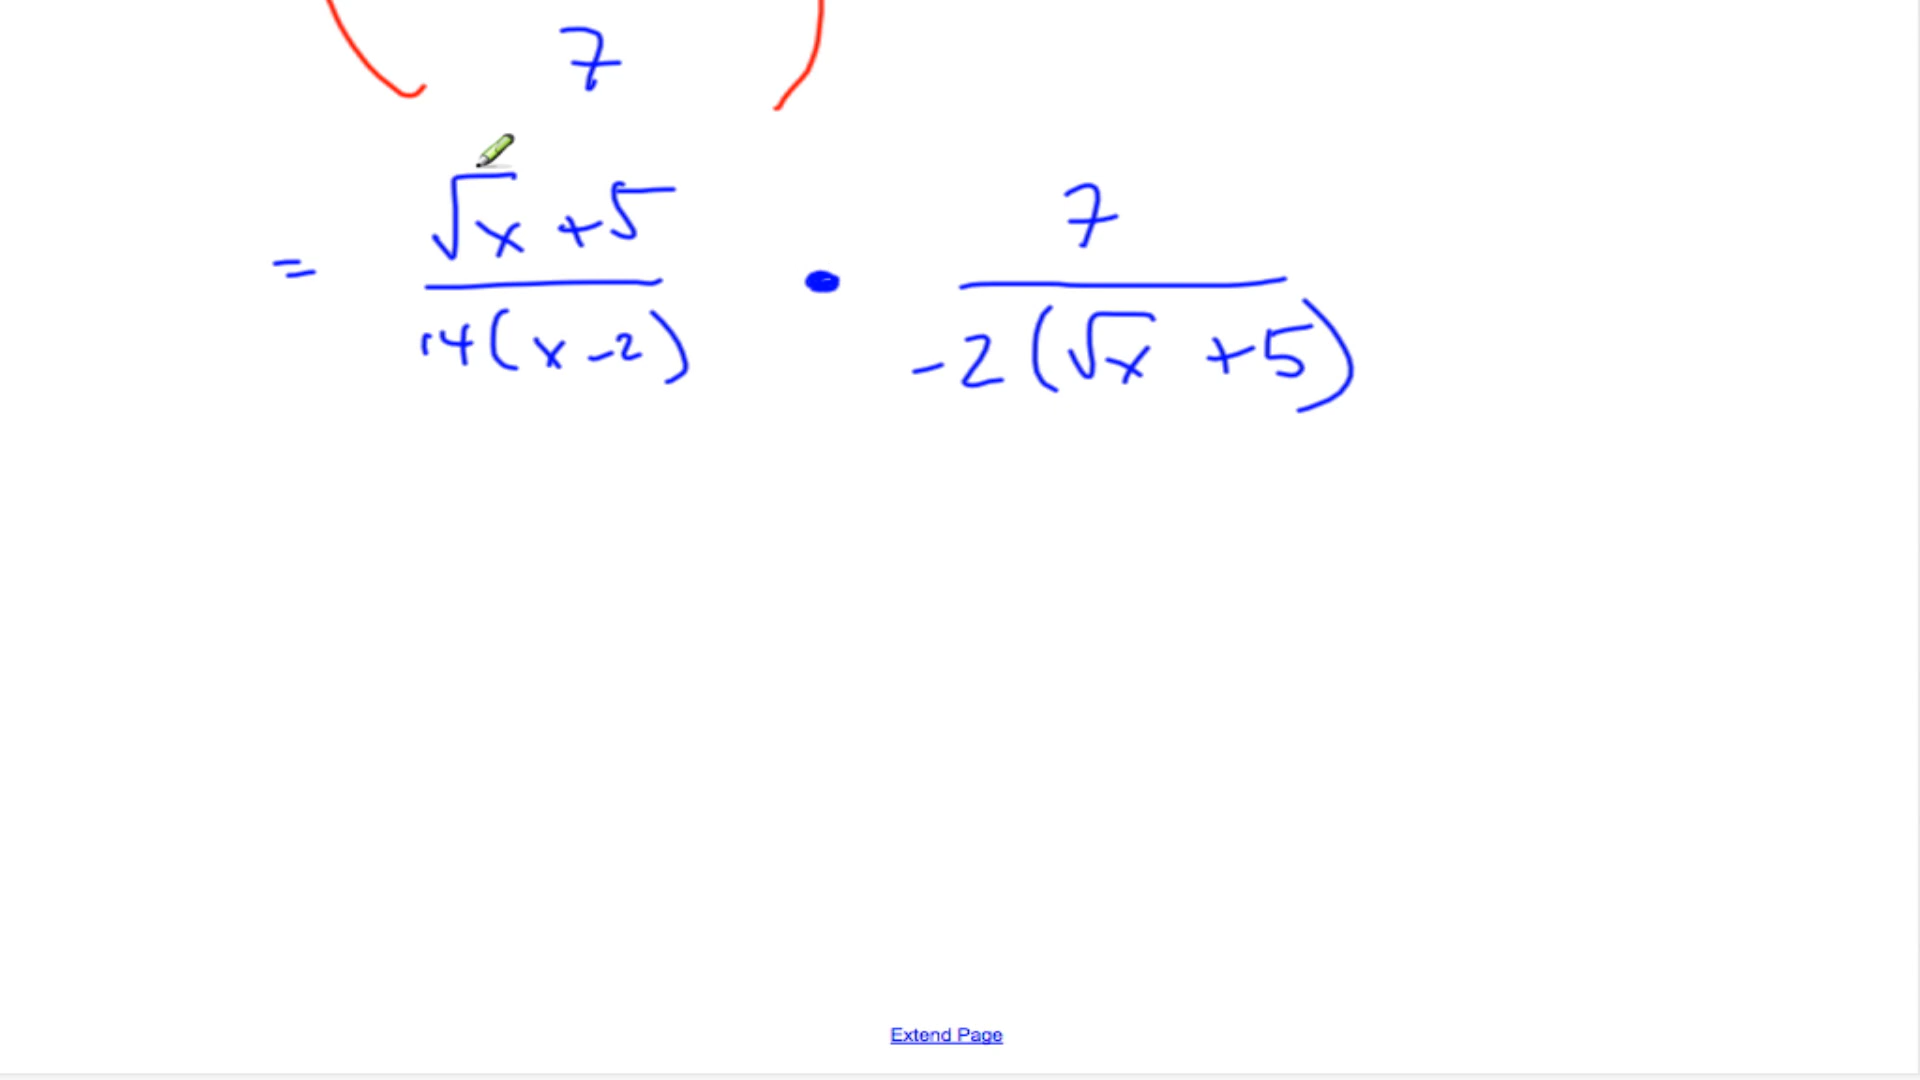 7
= √x +5 / 14(x-2) • 7 / -2(√x +5)
Extend Page